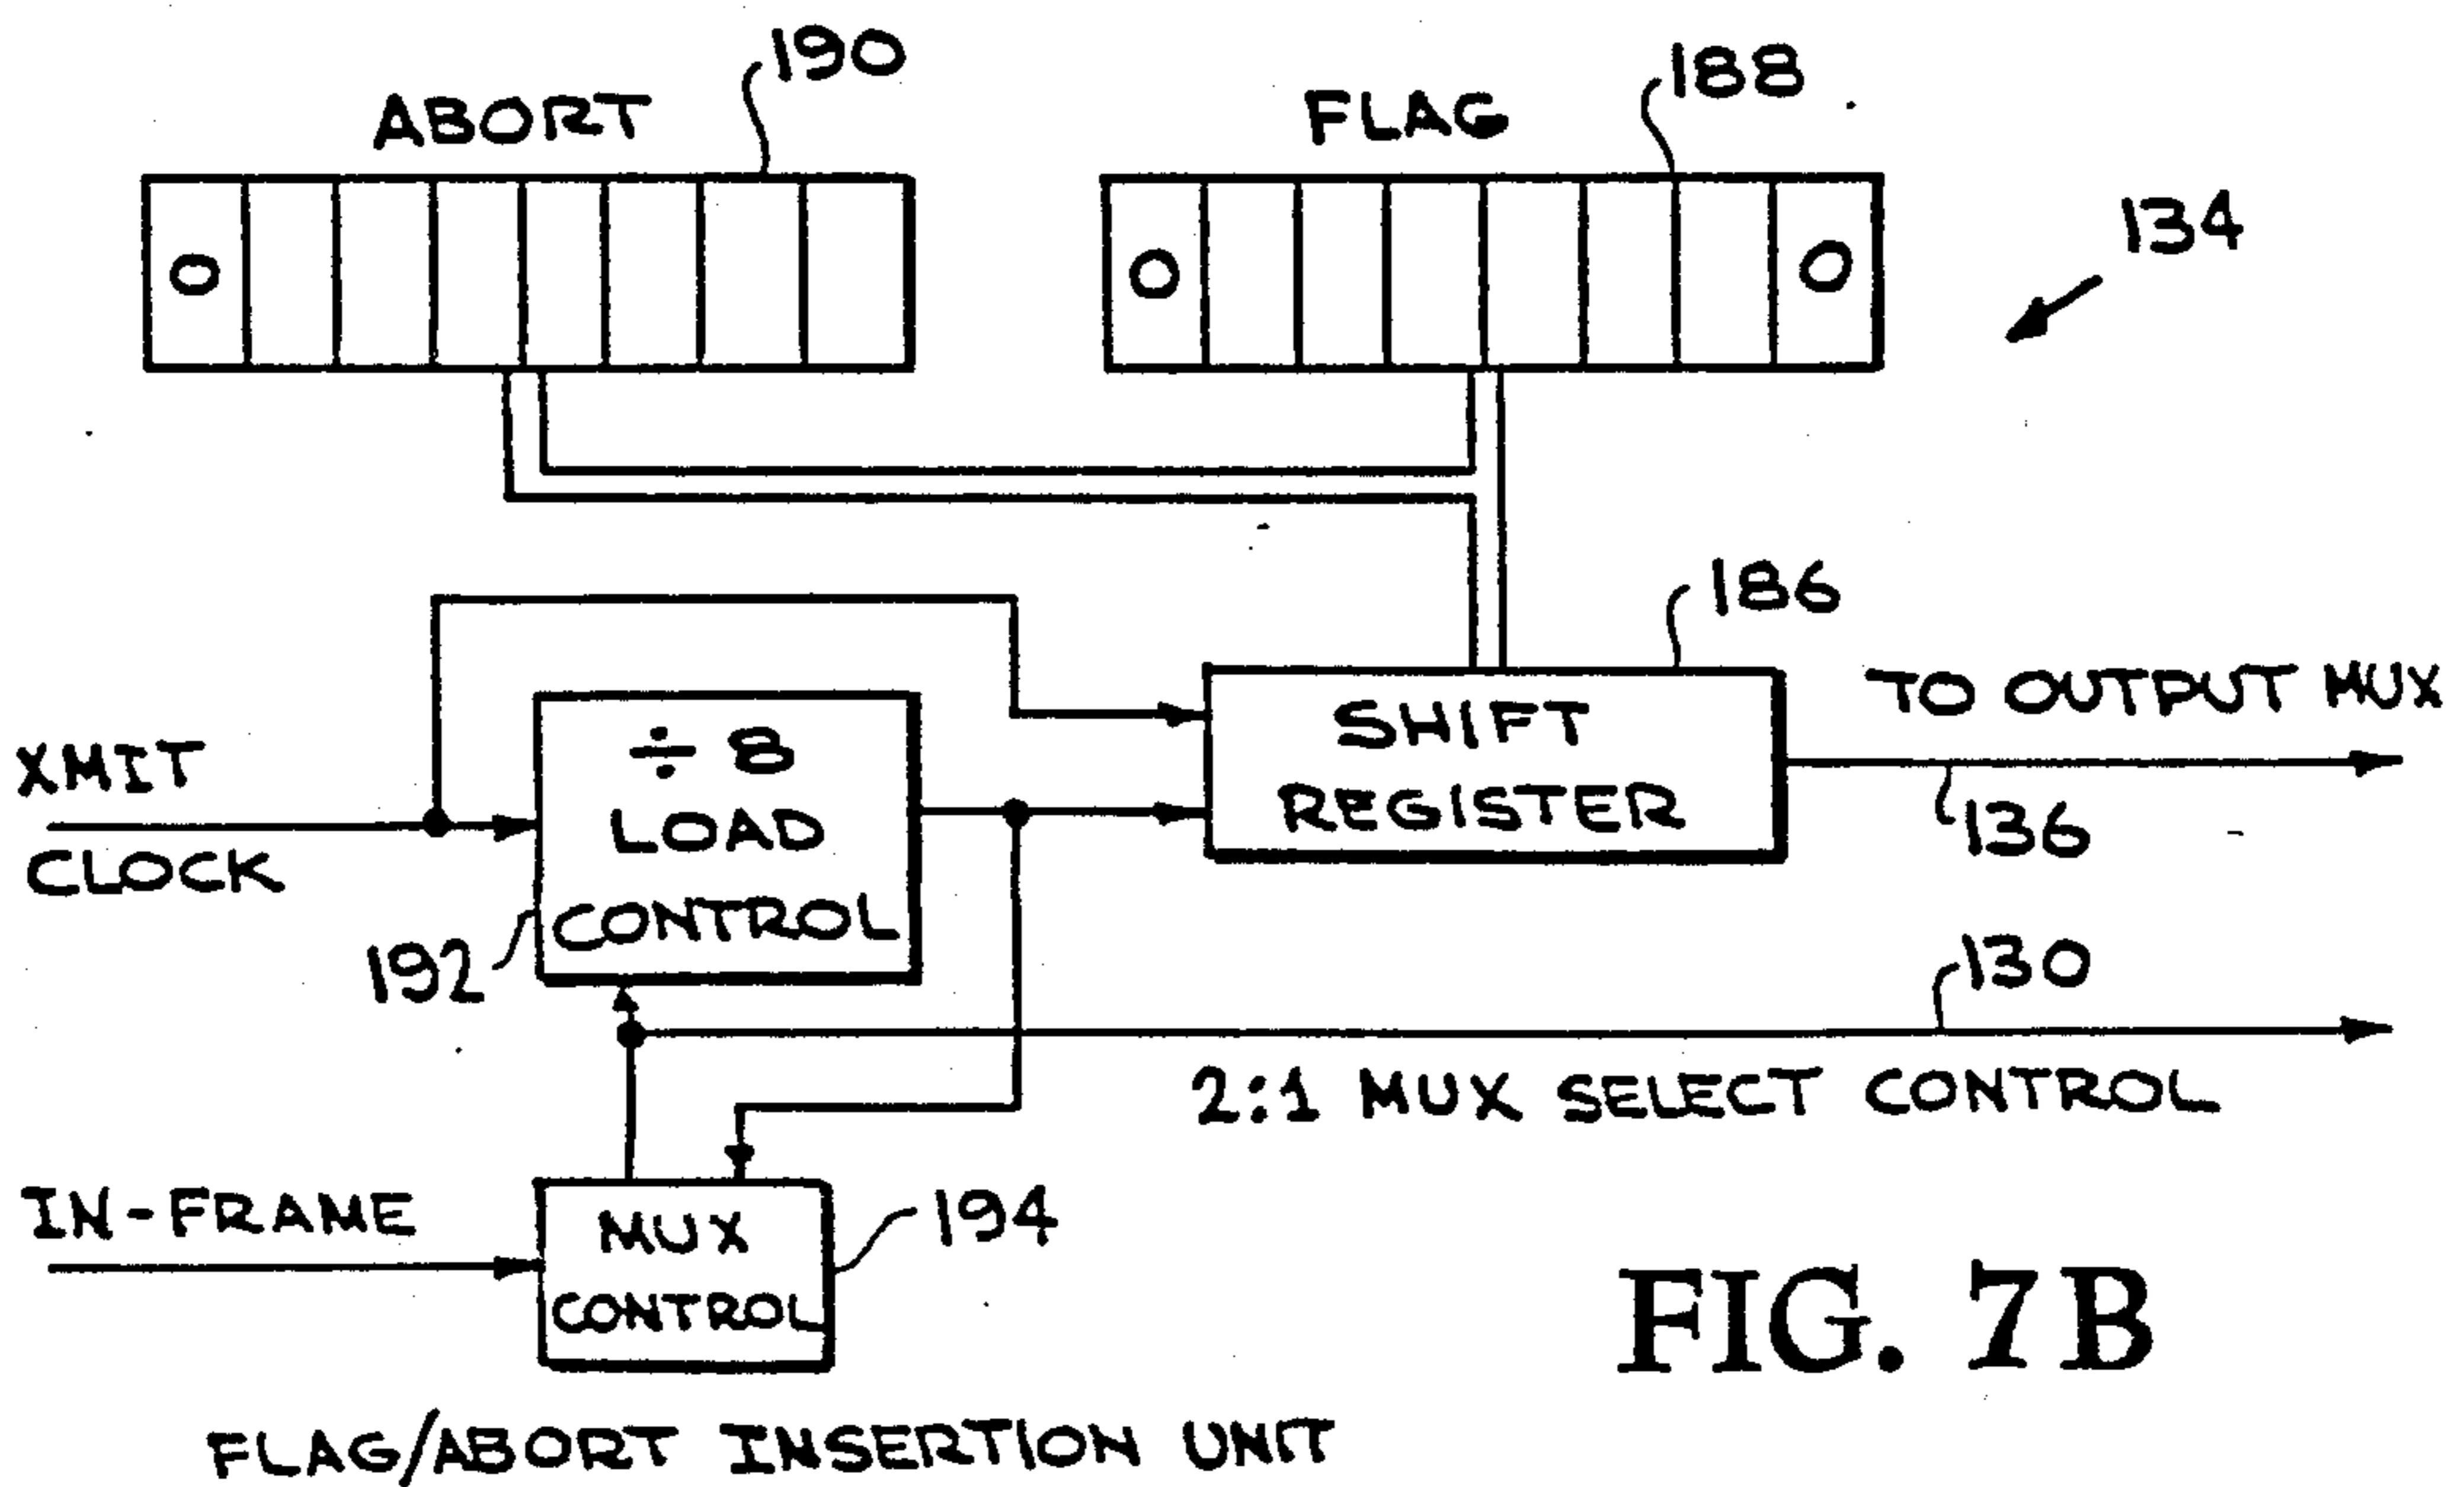 190
188
ABORT
FLAG
134
0
0
0
186
TO OUTPUT MUX
SHIFT
REGISTER
136
XMIT
CLOCK
÷ 8
LOAD
CONTROL
192
130
2:1 MUX SELECT CONTROL
IN-FRAME
MUX
CONTROL
194
FIG. 7B
FLAG/ABORT INSERTION UNIT